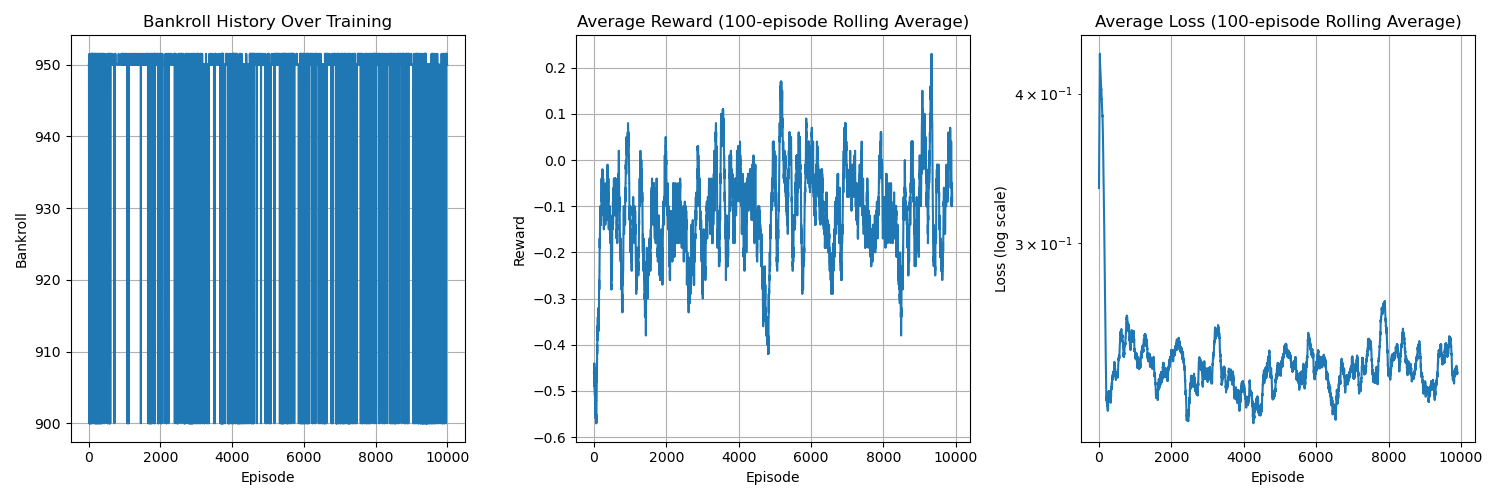 Bankroll History Over Training
950
940
930
920
910
900
Bankroll
0 2000 4000 6000 8000 10000
Episode
Average Reward (100-episode Rolling Average)
0.2
0.1
0.0
−0.1
−0.2
−0.3
−0.4
−0.5
−0.6
Reward
0 2000 4000 6000 8000 10000
Episode
Average Loss (100-episode Rolling Average)
4 × 10⁻¹
3 × 10⁻¹
Loss (log scale)
0 2000 4000 6000 8000 10000
Episode